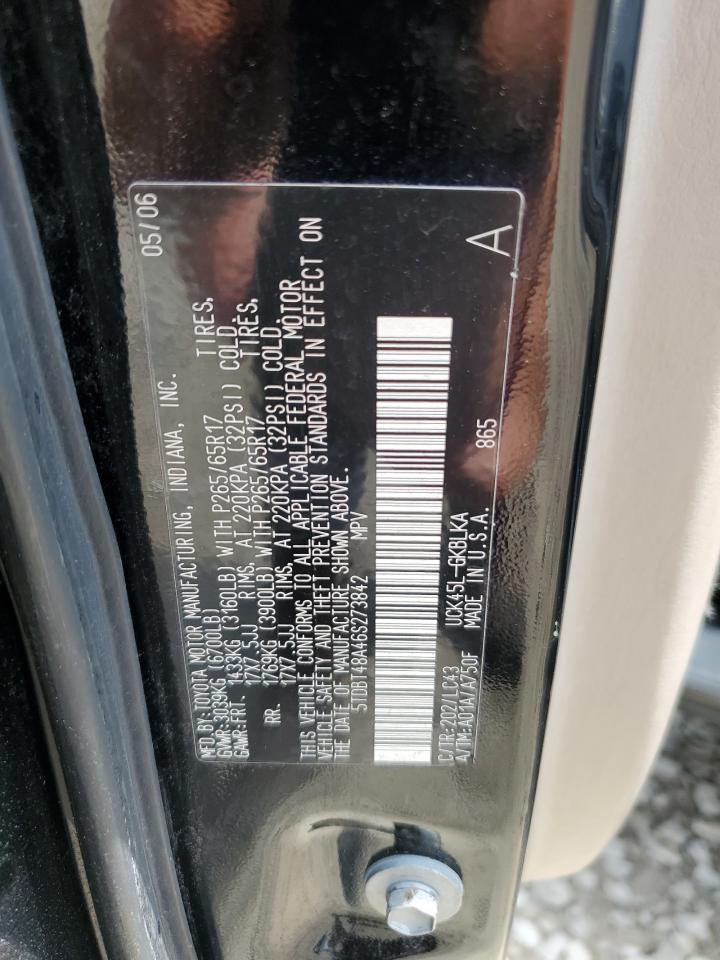 MFD.BY:TOYOTA MOTOR MANUFACTURING, INDIANA, INC. 05/06
GVWR:3039KG (6700LB)
GAWR:FRT. 1433KG (3160LB) WITH P265/65R17 TIRES.
17X7.5JJ RIMS, AT 220KPA (32PSI) COLD.
RR. 1769KG (3900LB) WITH P265/65R17 TIRES.
17X7.5JJ RIMS, AT 220KPA (32PSI) COLD.
THIS VEHICLE CONFORMS TO ALL APPLICABLE FEDERAL MOTOR
VEHICLE SAFETY AND THEFT PREVENTION STANDARDS IN EFFECT ON
THE DATE OF MANUFACTURE SHOWN ABOVE.
5TDBT48A46S273842 MPV
C/TR:202/LC43 UCK45L-GKBLKA
A/TM:A01A/A750F MADE IN U.S.A. 865
A